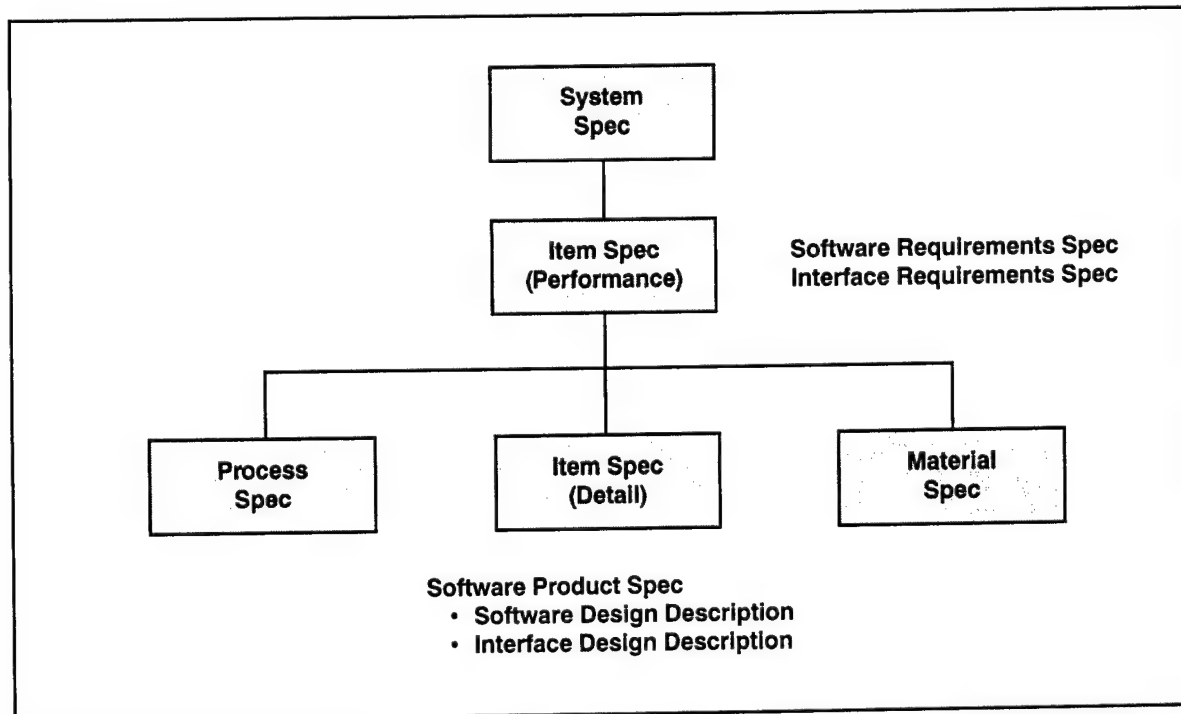 System
Spec
Item Spec
(Performance)
Software Requirements Spec
Interface Requirements Spec
Process
Spec
Item Spec
(Detail)
Material
Spec
Software Product Spec
• Software Design Description
• Interface Design Description